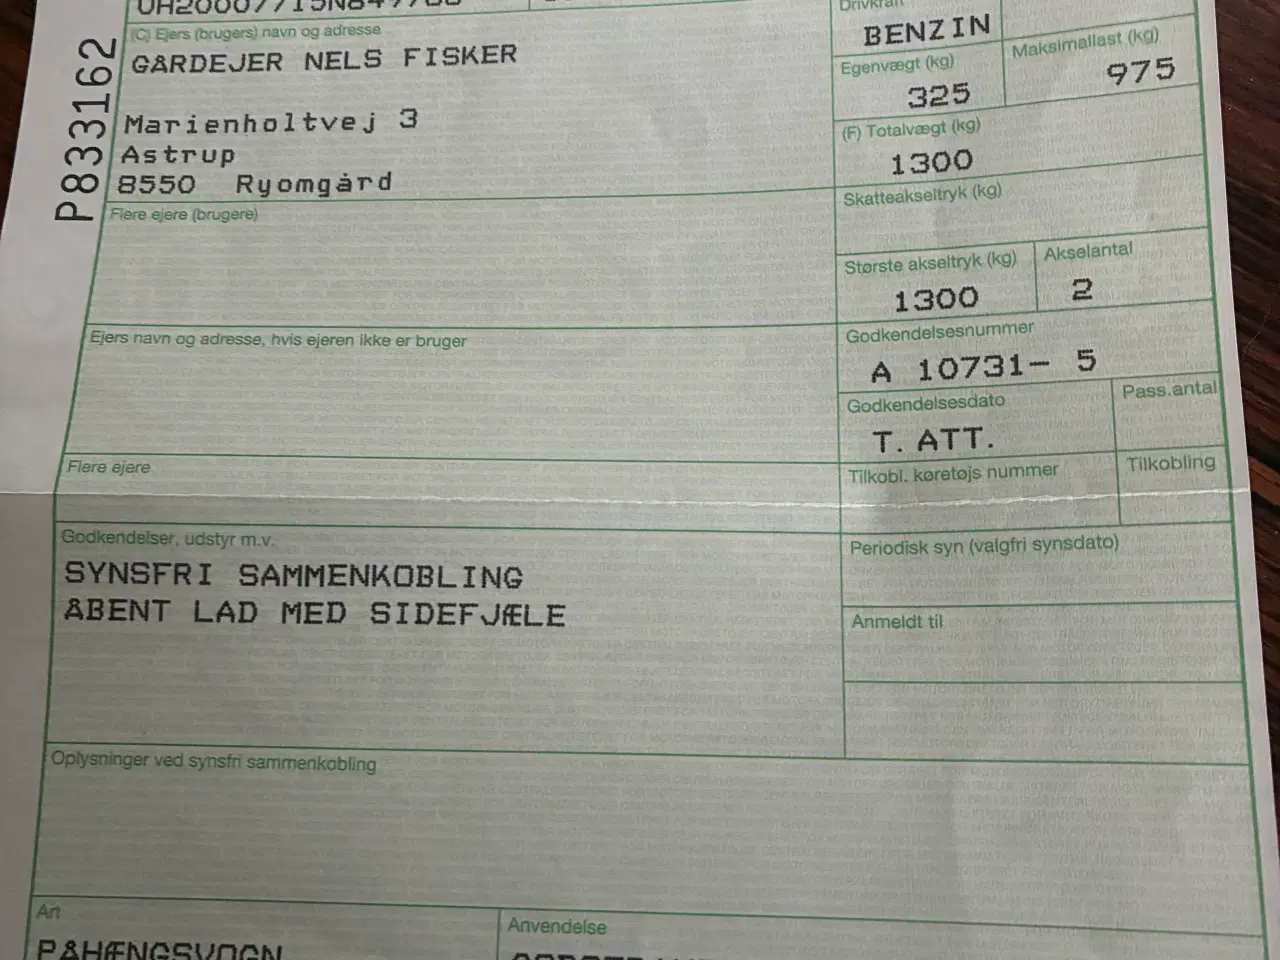 P833162
(C) Ejers (brugers) navn og adresse
GÅRDEJER NELS FISKER
Marienholtvej 3
Astrup
8550 Ryomgård
Flere ejere (brugere)
Ejers navn og adresse, hvis ejeren ikke er bruger
Flere ejere
Godkendelser, udstyr m.v.
SYNSFRI SAMMENKOBLING
ÅBENT LAD MED SIDEFJÆLE
Oplysninger ved synsfri sammenkobling
Art
PÅHÆNGSVOGN
Anvendelse
Drivkraft
BENZIN
Egenvægt (kg)
325
Maksimallast (kg)
975
(F) Totalvægt (kg)
1300
Skatteakseltryk (kg)
Største akseltryk (kg)
1300
Akselantal
2
Godkendelsesnummer
A 10731- 5
Godkendelsesdato
T. ATT.
Pass.antal
Tilkobl. køretøjs nummer
Tilkobling
Periodisk syn (valgfri synsdato)
Anmeldt til